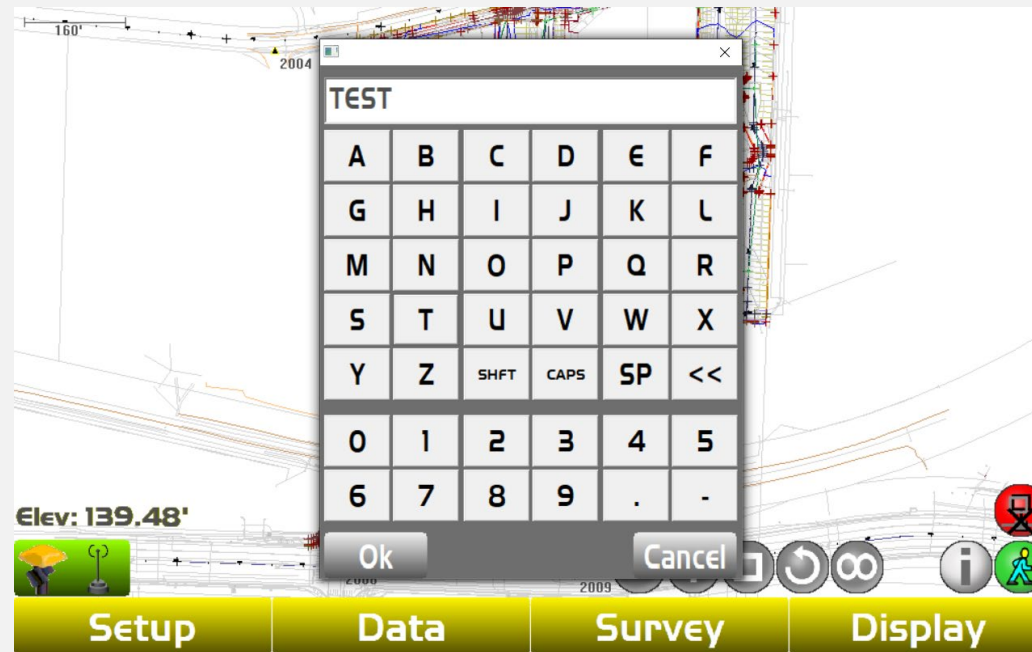 160'
2004
TEST
A B C D E F
G H I J K L
M N O P Q R
S T U V W X
Y Z SHFT CAPS SP <<
0 1 2 3 4 5
6 7 8 9 . -
Elev: 139.48'
Ok Cancel
2009
Setup Data Survey Display